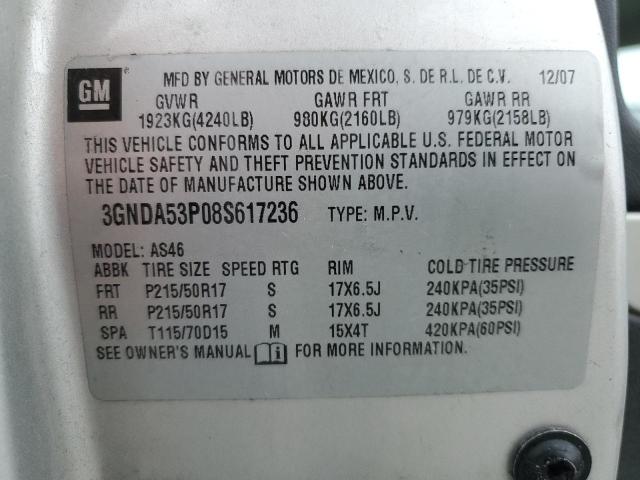 GM MFD BY GENERAL MOTORS DE MEXICO, S. DE R.L. DE C.V. 12/07
GVWR GAWR FRT GAWR RR
1923KG(4240LB) 980KG(2160LB) 979KG(2158LB)
THIS VEHICLE CONFORMS TO ALL APPLICABLE U.S. FEDERAL MOTOR
VEHICLE SAFETY AND THEFT PREVENTION STANDARDS IN EFFECT ON
THE DATE OF MANUFACTURE SHOWN ABOVE.
3GNDA53P08S617236 TYPE: M.P.V.
MODEL: AS46
ABBK TIRE SIZE SPEED RTG RIM COLD TIRE PRESSURE
FRT P215/50R17 S 17X6.5J 240KPA(35PSI)
RR P215/50R17 S 17X6.5J 240KPA(35PSI)
SPA T115/70D15 M 15X4T 420KPA(60PSI)
SEE OWNER'S MANUAL FOR MORE INFORMATION.